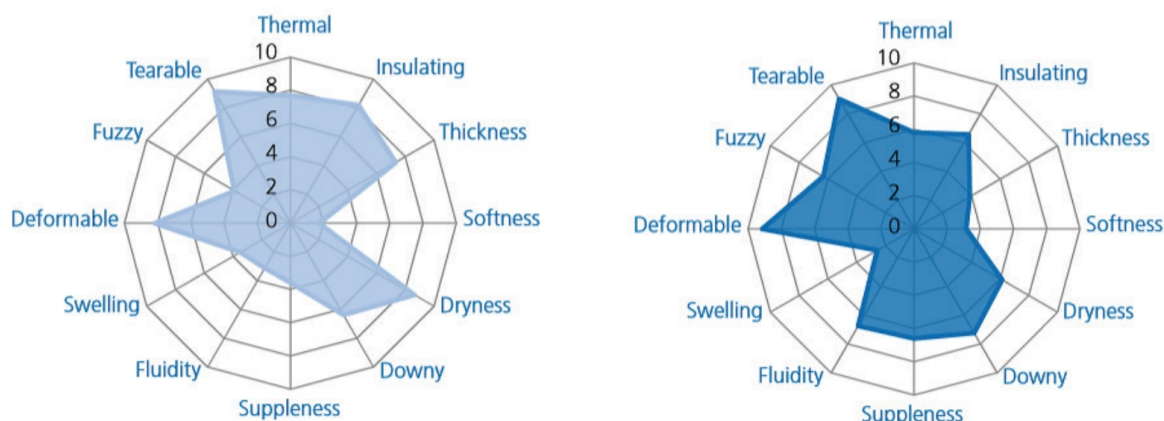 Thermal
Insulating
Thickness
Softness
Dryness
Downy
Suppleness
Fluidity
Swelling
Deformable
Fuzzy
Tearable
10
8
6
4
2
0
Thermal
Insulating
Thickness
Softness
Dryness
Downy
Suppleness
Fluidity
Swelling
Deformable
Fuzzy
Tearable
10
8
6
4
2
0